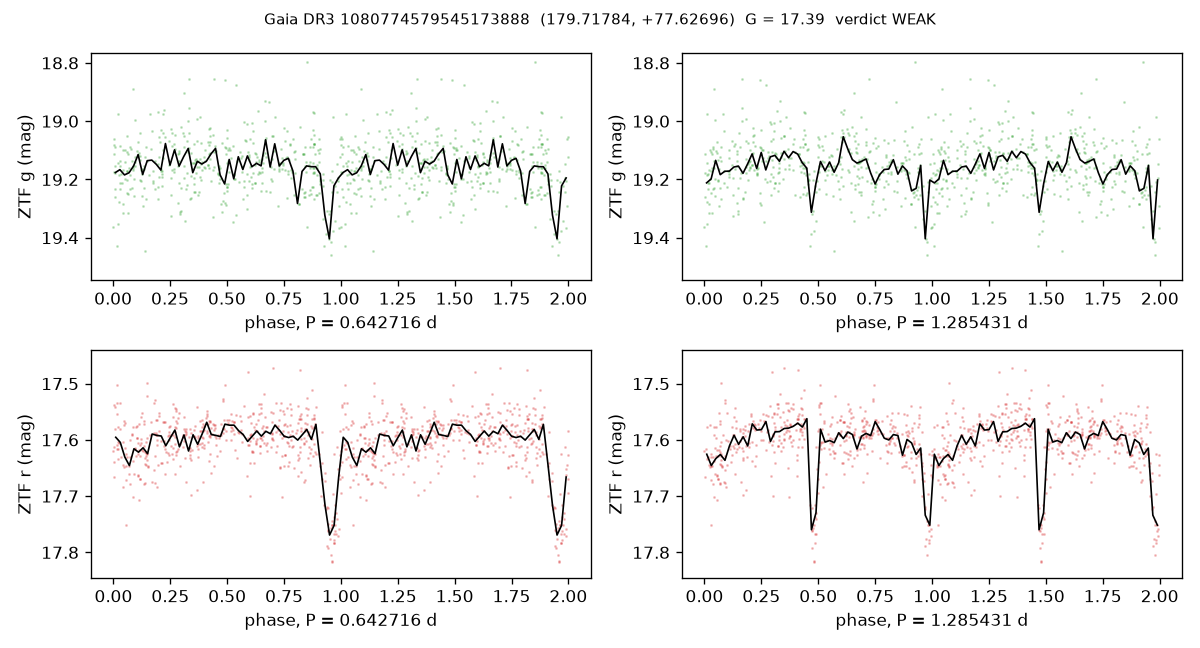 Gaia DR3 1080774579545173888  (179.71784, +77.62696)  G = 17.39  verdict WEAK
ZTF g (mag)
18.8
19.0
19.2
19.4
0.00 0.25 0.50 0.75 1.00 1.25 1.50 1.75 2.00
phase, P = 0.642716 d
ZTF g (mag)
18.8
19.0
19.2
19.4
0.00 0.25 0.50 0.75 1.00 1.25 1.50 1.75 2.00
phase, P = 1.285431 d
ZTF r (mag)
17.5
17.6
17.7
17.8
0.00 0.25 0.50 0.75 1.00 1.25 1.50 1.75 2.00
phase, P = 0.642716 d
ZTF r (mag)
17.5
17.6
17.7
17.8
0.00 0.25 0.50 0.75 1.00 1.25 1.50 1.75 2.00
phase, P = 1.285431 d